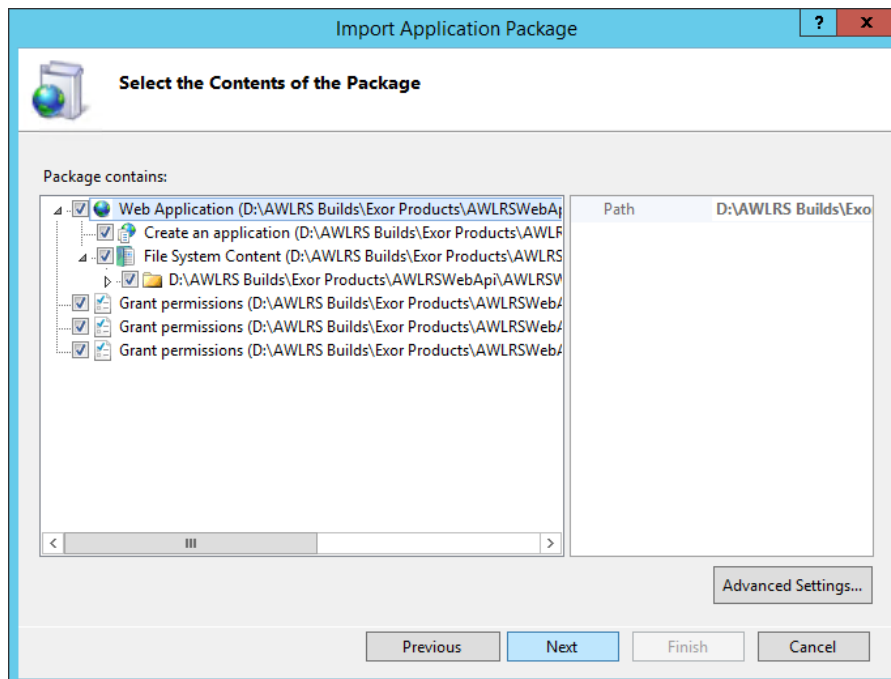 Import Application Package
? x
Select the Contents of the Package
Package contains:
Web Application (D:\AWLRS Builds\Exor Products\AWLRSWebAp
Path D:\AWLRS Builds\Exo
Create an application (D:\AWLRS Builds\Exor Products\AWLR
File System Content (D:\AWLRS Builds\Exor Products\AWLRS
D:\AWLRS Builds\Exor Products\AWLRSWebApi\AWLRSW
Grant permissions (D:\AWLRS Builds\Exor Products\AWLRSWebA
Grant permissions (D:\AWLRS Builds\Exor Products\AWLRSWebA
Grant permissions (D:\AWLRS Builds\Exor Products\AWLRSWebA
Advanced Settings...
Previous Next Finish Cancel